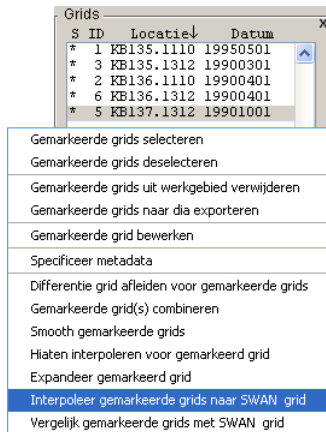 Grids
x
S ID Locatie↓ Datum
* 1 KB135.1110 19950501
* 3 KB135.1312 19900301
* 2 KB136.1110 19900401
* 6 KB136.1312 19900401
* 5 KB137.1312 19901001
Gemarkeerde grids selecteren
Gemarkeerde grids deselecteren
Gemarkeerde grids uit werkgebied verwijderen
Gemarkeerde grids naar dia exporteren
Gemarkeerde grid bewerken
Specificeer metadata
Differentie grid afleiden voor gemarkeerde grids
Gemarkeerde grid(s) combineren
Smooth gemarkeerde grids
Hiaten interpoleren voor gemarkeerd grid
Expandeer gemarkeerd grid
Interpoleer gemarkeerde grids naar SWAN grid
Vergelijk gemarkeerde grids met SWAN grid